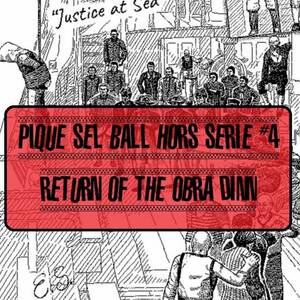 "Justice at Sea
PIQUE SEL BALL HORS SERIE #4
RETURN OF THE OBRA DINN
E.S.